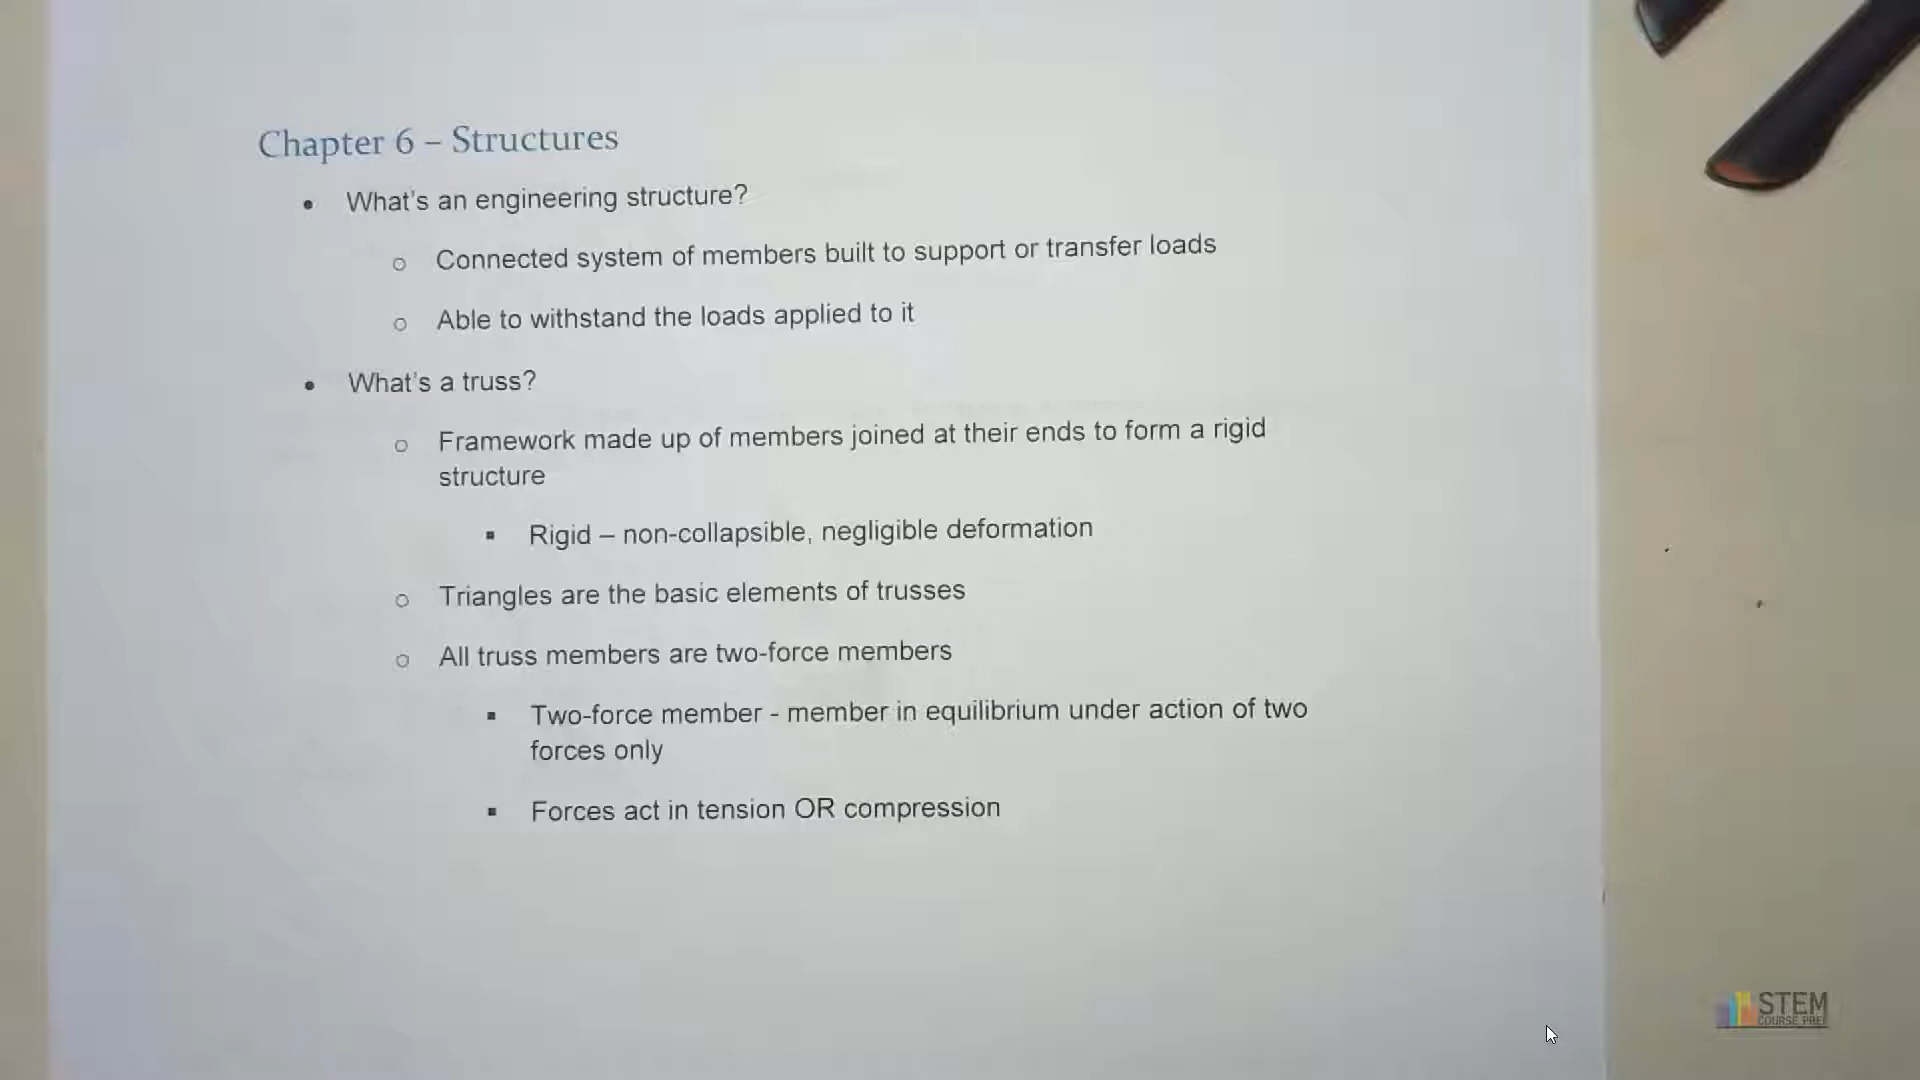 Chapter 6 – Structures
• What's an engineering structure?
o Connected system of members built to support or transfer loads
o Able to withstand the loads applied to it
• What's a truss?
o Framework made up of members joined at their ends to form a rigid
structure
▪ Rigid – non-collapsible, negligible deformation
o Triangles are the basic elements of trusses
o All truss members are two-force members
▪ Two-force member - member in equilibrium under action of two
forces only
▪ Forces act in tension OR compression
STEM
COURSE PREP